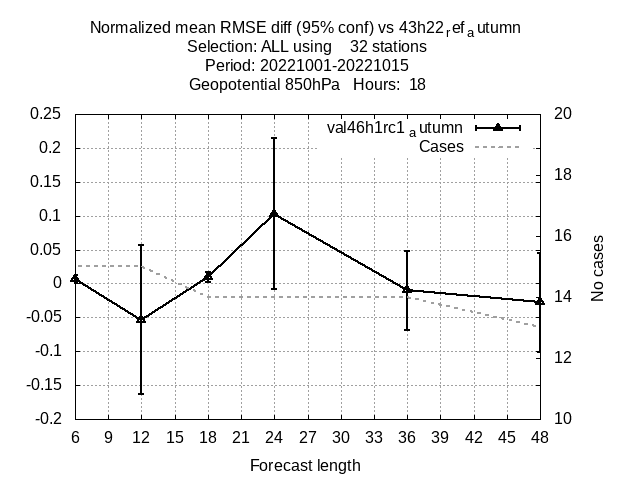 Normalized mean RMSE diff (95% conf) vs 43h22refautumn
Selection: ALL using 32 stations
Period: 20221001-20221015
Geopotential 850hPa Hours: 18
val46h1rc1autumn
Cases
0.25
0.2
0.15
0.1
0.05
0
-0.05
-0.1
-0.15
-0.2
20
18
16
14
12
10
No cases
6 9 12 15 18 21 24 27 30 33 36 39 42 45 48
Forecast length